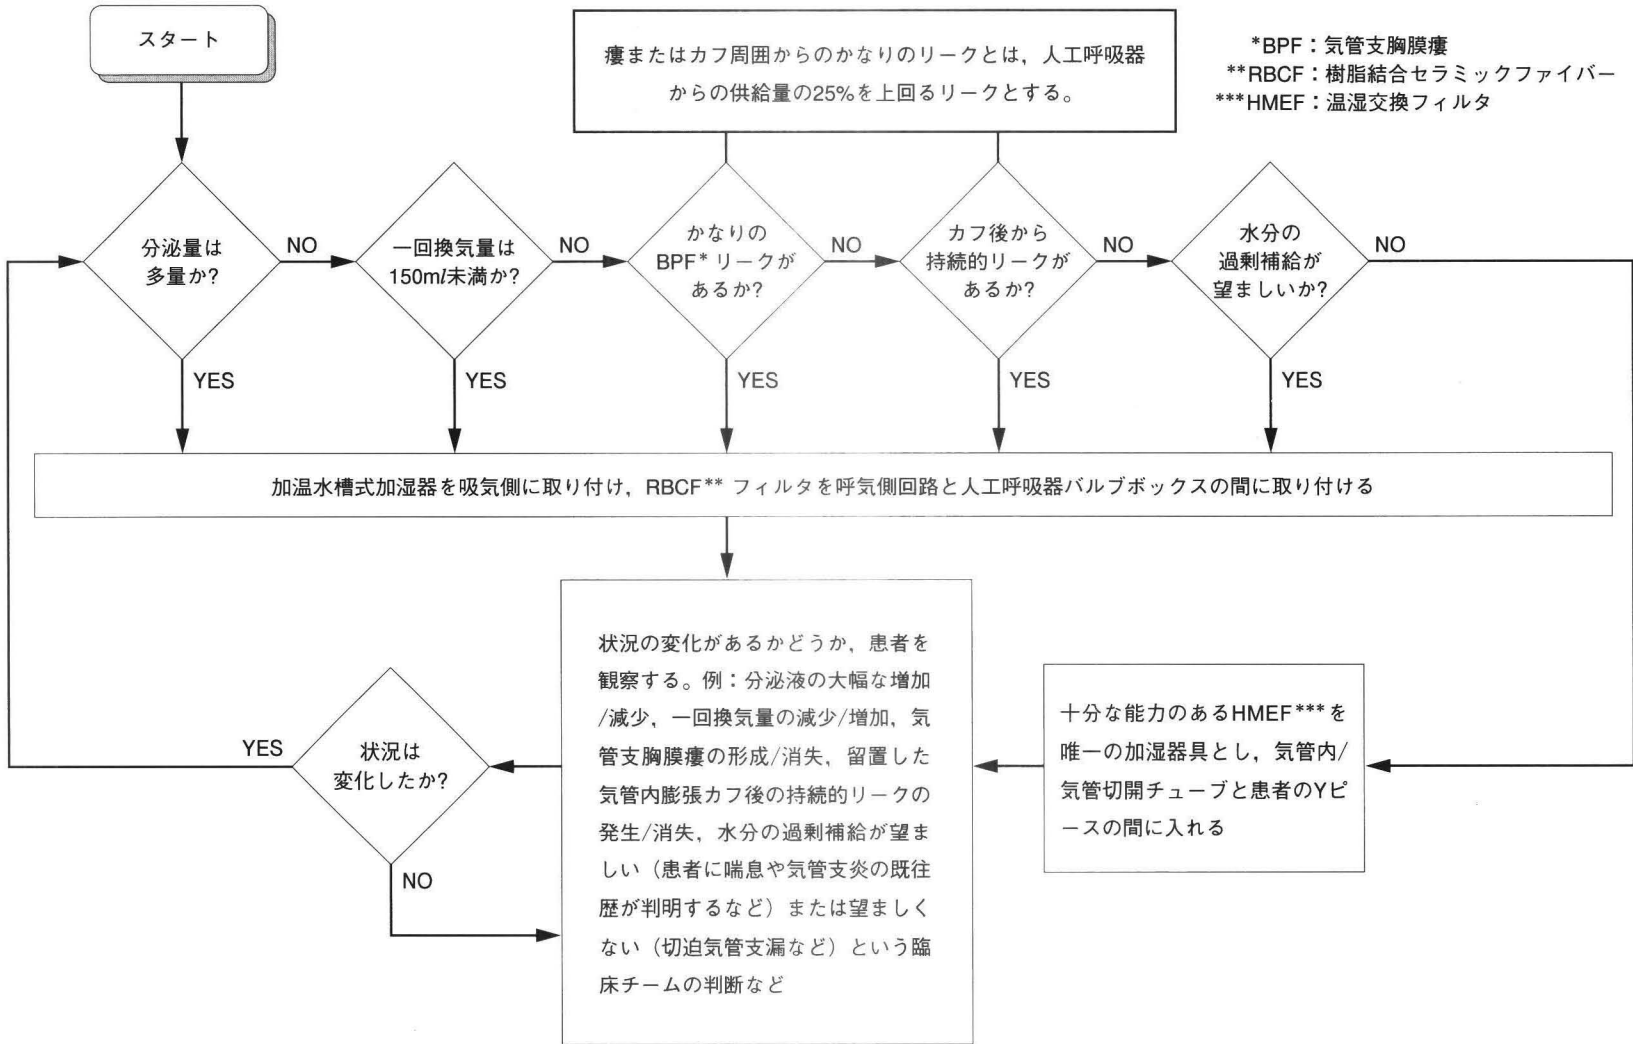 スタート
瘻またはカフ周囲からのかなりのリークとは，人工呼吸器
からの供給量の25%を上回るリークとする。
*BPF：気管支胸膜瘻
**RBCF：樹脂結合セラミックファイバー
***HMEF：温湿交換フィルタ
分泌量は
多量か?
NO
YES
一回換気量は
150ml未満か?
NO
YES
かなりの
BPF* リークが
あるか?
NO
YES
カフ後から
持続的リークが
あるか?
NO
YES
水分の
過剰補給が
望ましいか?
NO
YES
加温水槽式加湿器を吸気側に取り付け，RBCF** フィルタを呼気側回路と人工呼吸器バルブボックスの間に取り付ける
状況の変化があるかどうか，患者を
観察する。例：分泌液の大幅な増加
/減少，一回換気量の減少/増加，気
管支胸膜瘻の形成/消失，留置した
気管内膨張カフ後の持続的リークの
発生/消失，水分の過剰補給が望ま
しい（患者に喘息や気管支炎の既往
歴が判明するなど）または望ましく
ない（切迫気管支漏など）という臨
床チームの判断など
十分な能力のあるHMEF***を
唯一の加湿器具とし，気管内/
気管切開チューブと患者のYピ
ースの間に入れる
状況は
変化したか?
YES
NO